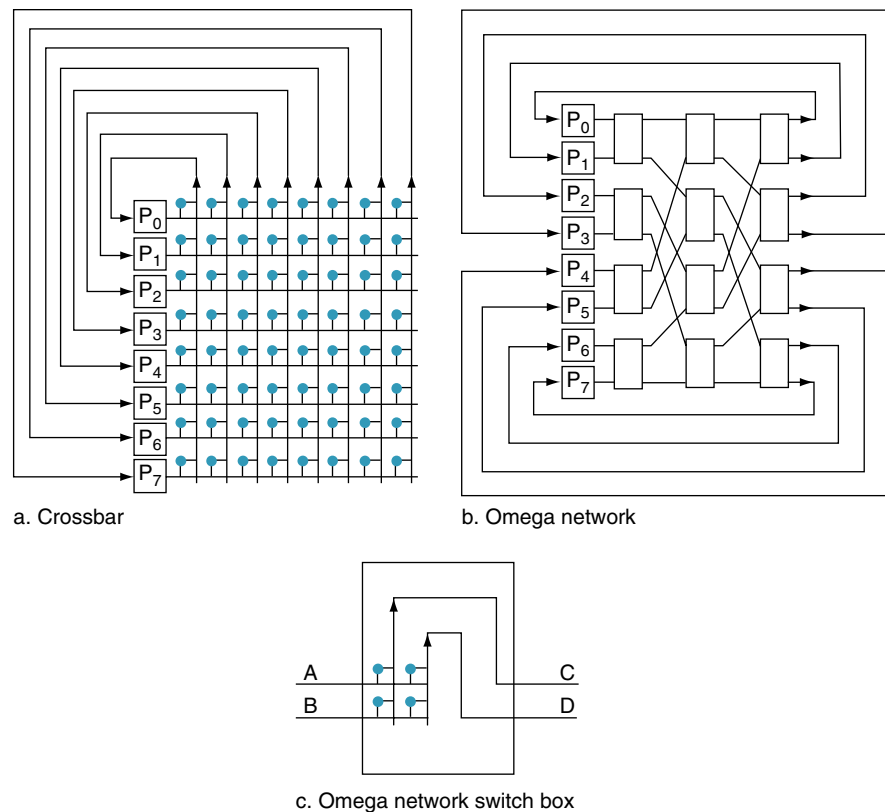 P0
P1
P2
P3
P4
P5
P6
P7
a. Crossbar
P0
P1
P2
P3
P4
P5
P6
P7
b. Omega network
A
B
C
D
c. Omega network switch box